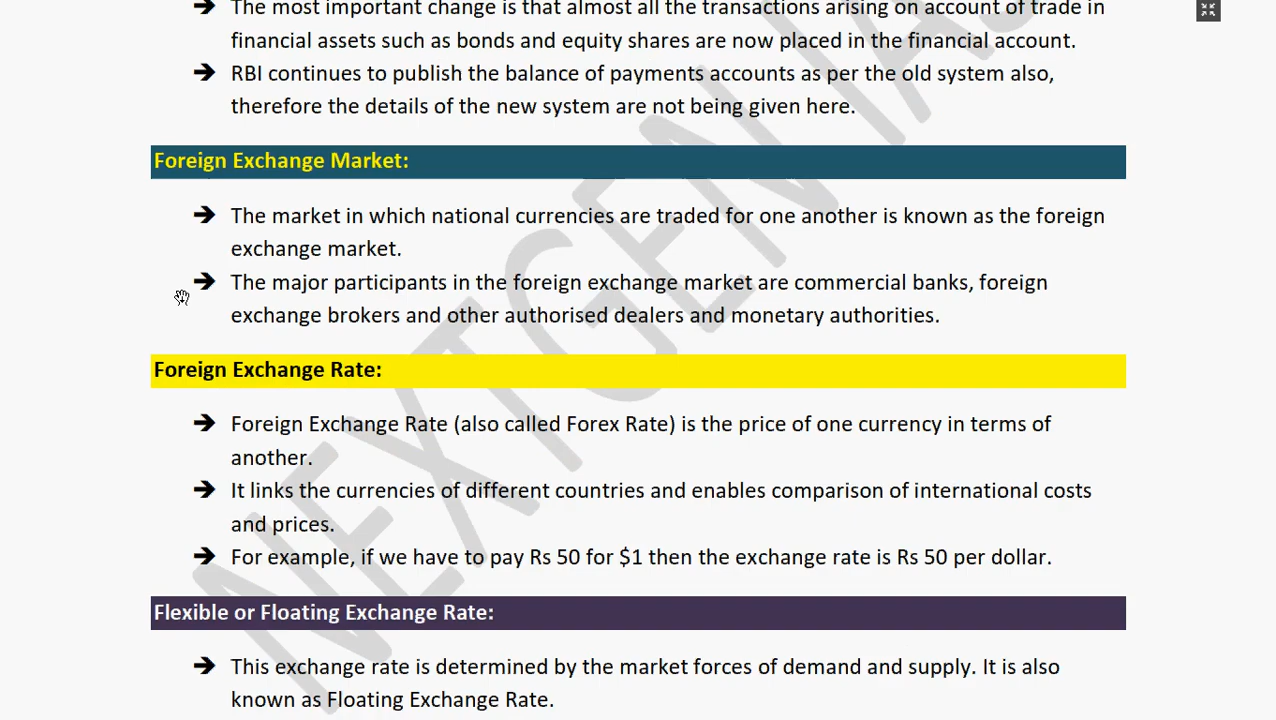 The most important change is that almost all the transactions arising on account of trade in
financial assets such as bonds and equity shares are now placed in the financial account.
RBI continues to publish the balance of payments accounts as per the old system also,
therefore the details of the new system are not being given here.
Foreign Exchange Market:
The market in which national currencies are traded for one another is known as the foreign
exchange market.
The major participants in the foreign exchange market are commercial banks, foreign
exchange brokers and other authorised dealers and monetary authorities.
Foreign Exchange Rate:
Foreign Exchange Rate (also called Forex Rate) is the price of one currency in terms of
another.
It links the currencies of different countries and enables comparison of international costs
and prices.
For example, if we have to pay Rs 50 for $1 then the exchange rate is Rs 50 per dollar.
Flexible or Floating Exchange Rate:
This exchange rate is determined by the market forces of demand and supply. It is also
known as Floating Exchange Rate.
NEXTGEN IAS